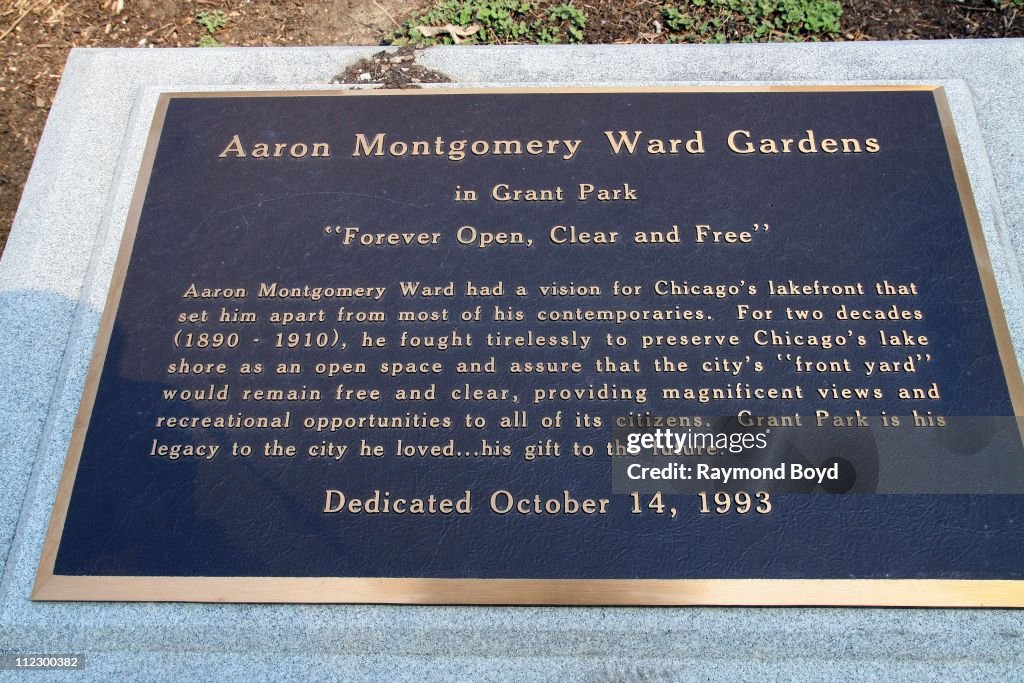 Aaron Montgomery Ward Gardens
in Grant Park
"Forever Open, Clear and Free"
Aaron Montgomery Ward had a vision for Chicago's lakefront that
set him apart from most of his contemporaries. For two decades
(1890 - 1910), he fought tirelessly to preserve Chicago's lake
shore as an open space and assure that the city's "front yard"
would remain free and clear, providing magnificent views and
recreational opportunities to all of its citizens. Grant Park is his
legacy to the city he loved...his gift to the future.
Dedicated October 14, 1993
gettyimages®
Raymond Boyd
112300382